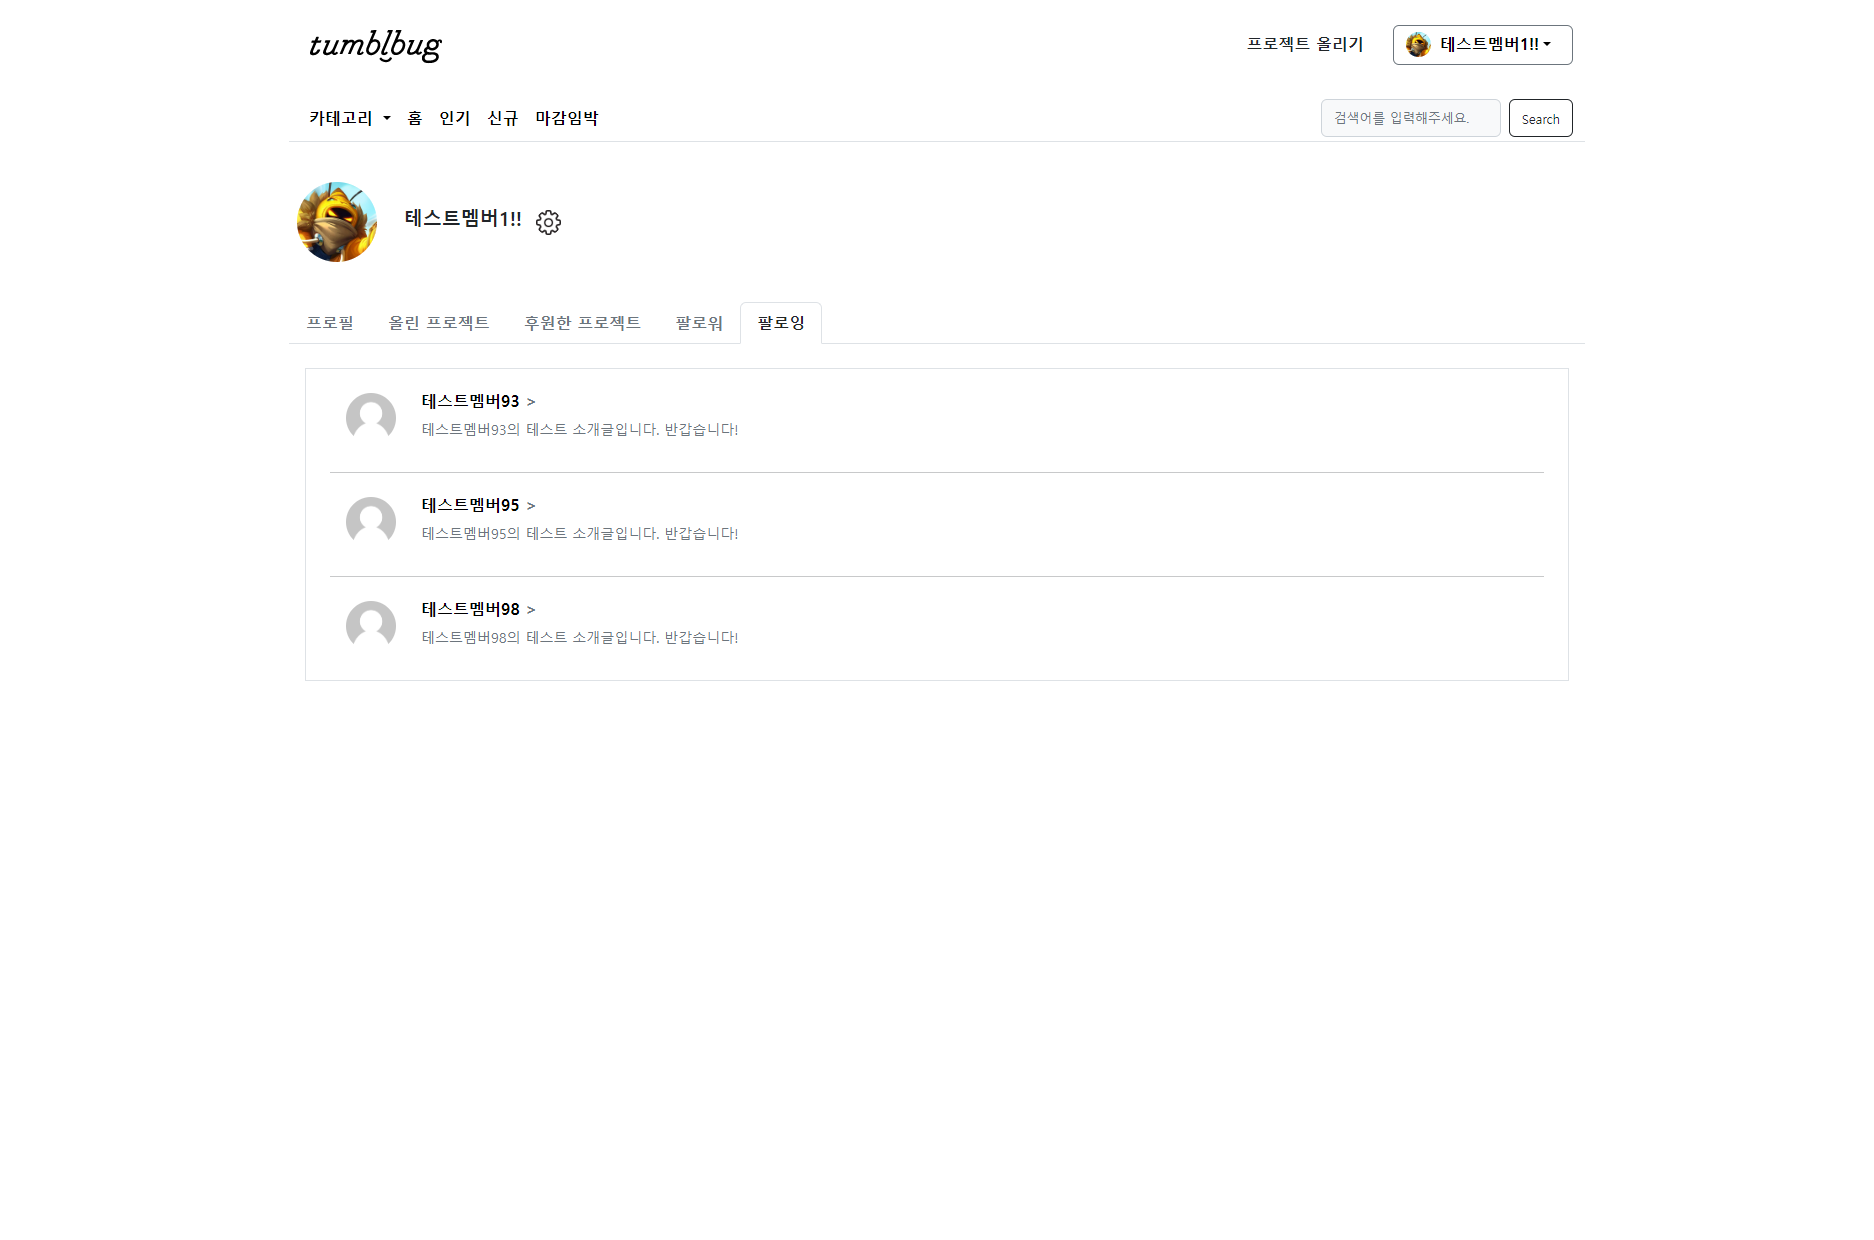 tumblbug
프로젝트 올리기
테스트멤버1!!
카테고리 홈 인기 신규 마감임박
검색어를 입력해주세요.
Search
테스트멤버1!!
프로필 올린 프로젝트 후원한 프로젝트 팔로워 팔로잉
테스트멤버93 >
테스트멤버93의 테스트 소개글입니다. 반갑습니다!
테스트멤버95 >
테스트멤버95의 테스트 소개글입니다. 반갑습니다!
테스트멤버98 >
테스트멤버98의 테스트 소개글입니다. 반갑습니다!